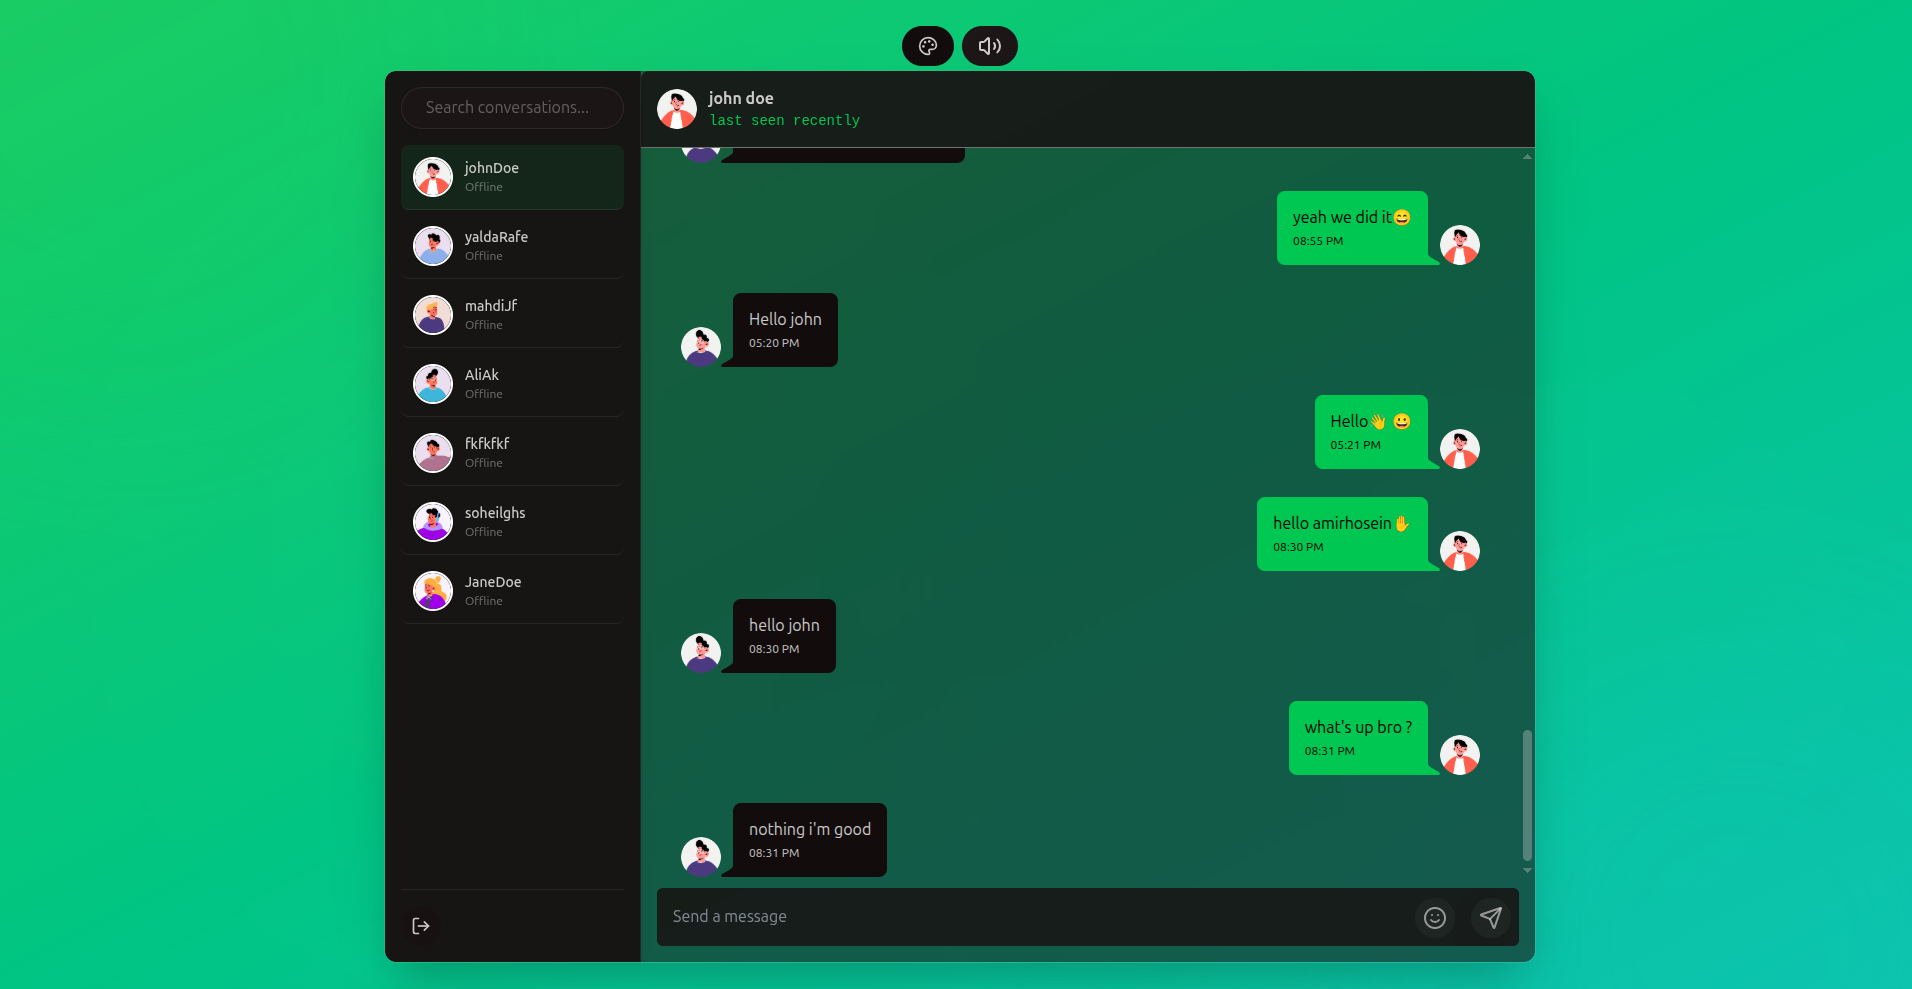 Search conversations...
johnDoe
Offline
yaldaRafe
Offline
mahdiJf
Offline
AliAk
Offline
fkfkfkf
Offline
soheilghs
Offline
JaneDoe
Offline
john doe
last seen recently
yeah we did it😄
08:55 PM
Hello john
05:20 PM
Hello👋 😀
05:21 PM
hello amirhosein✋
08:30 PM
hello john
08:30 PM
what's up bro ?
08:31 PM
nothing i'm good
08:31 PM
Send a message